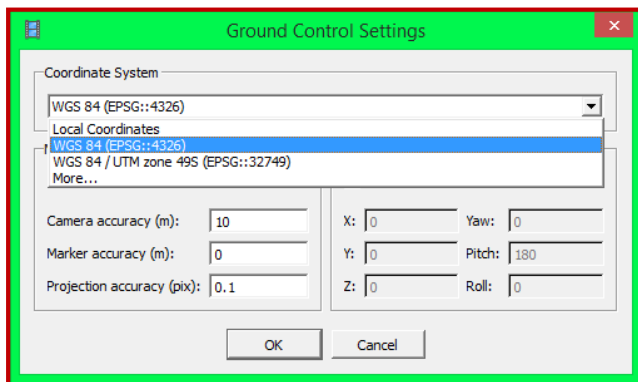 Ground Control Settings
Coordinate System
WGS 84 (EPSG::4326)
Local Coordinates
WGS 84 (EPSG::4326)
WGS 84 / UTM zone 49S (EPSG::32749)
More...
Camera accuracy (m): 10 X: 0 Yaw: 0
Marker accuracy (m): 0 Y: 0 Pitch: 180
Projection accuracy (pix): 0.1 Z: 0 Roll: 0
OK Cancel